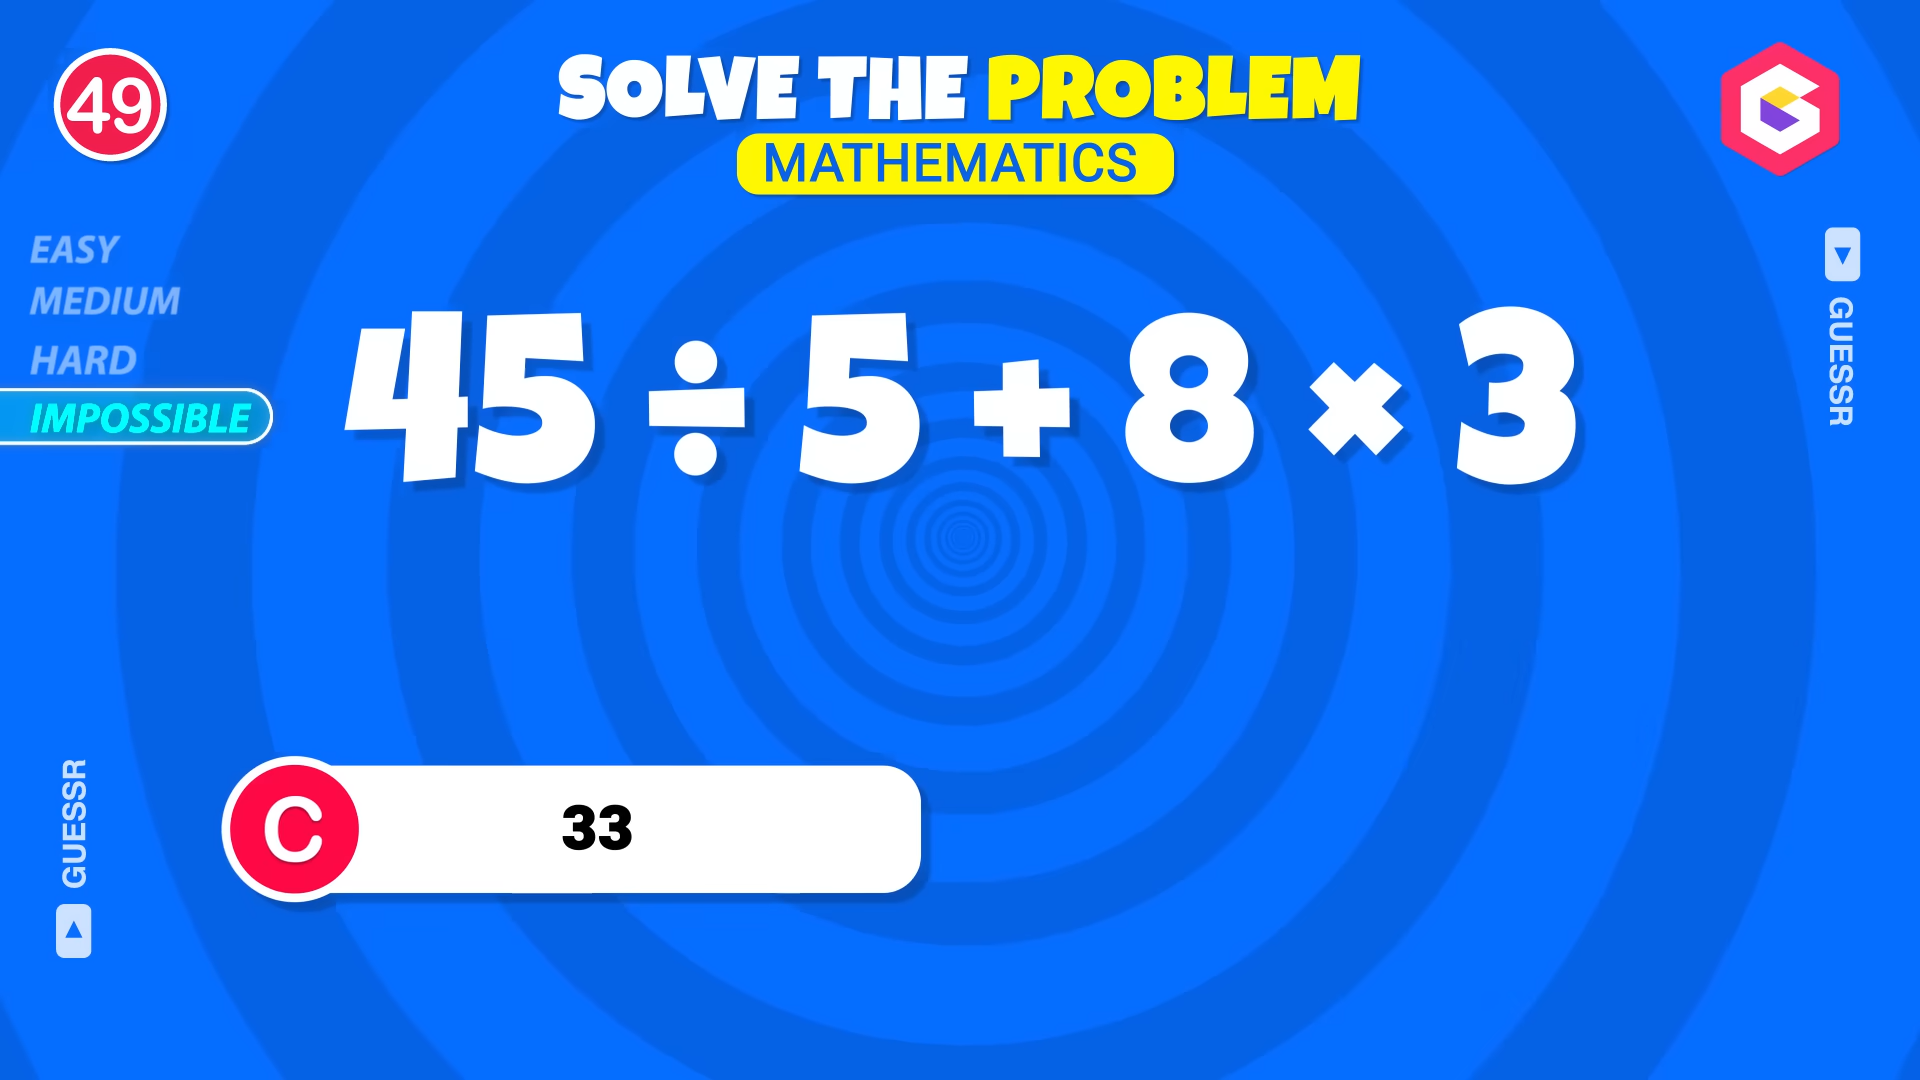 49
SOLVE THE PROBLEM
MATHEMATICS
EASY
MEDIUM
HARD
IMPOSSIBLE
45 ÷ 5 + 8 × 3
GUESSR
GUESSR
C
33